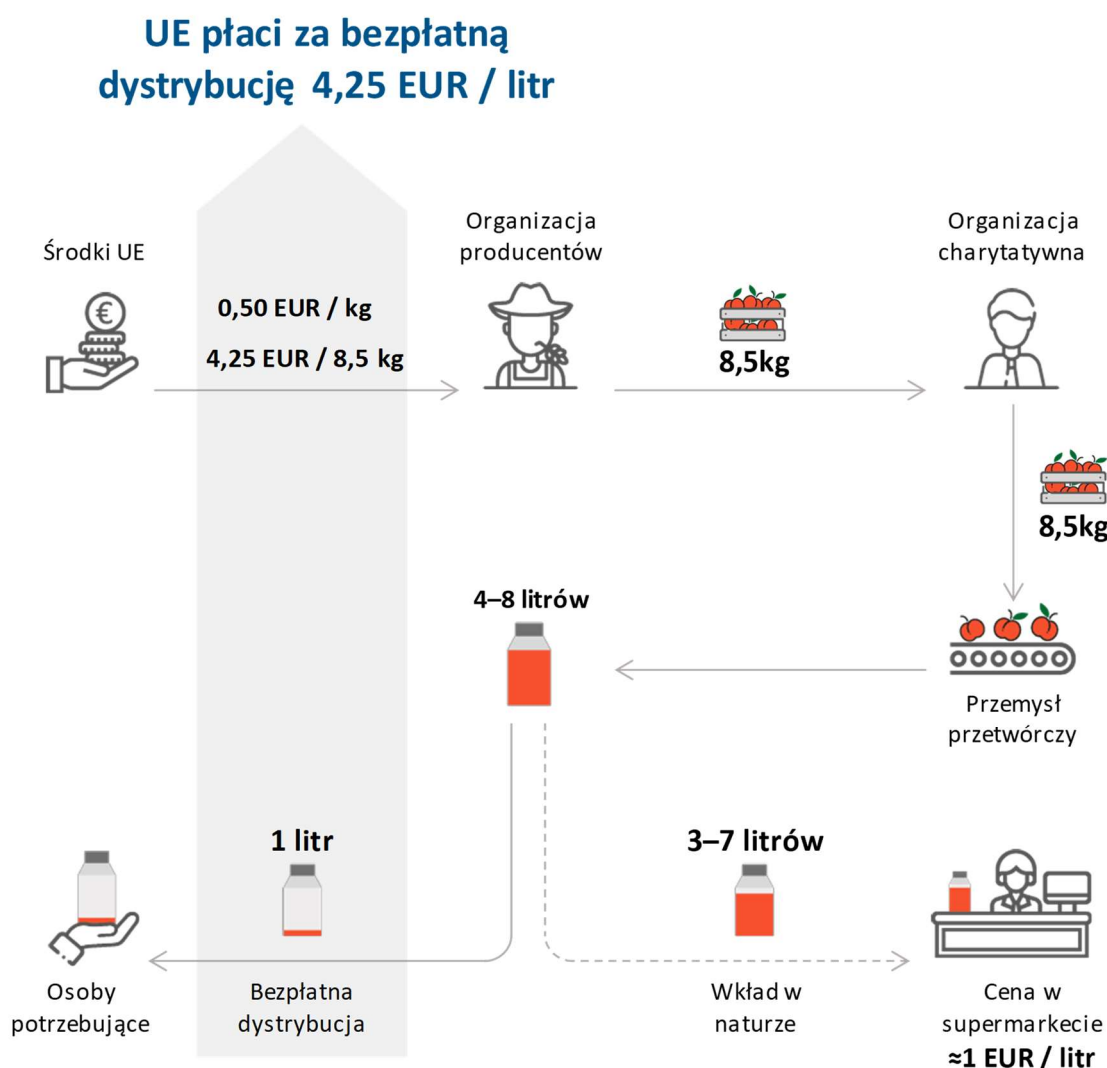 UE płaci za bezpłatną
dystrybucję 4,25 EUR / litr
Środki UE
0,50 EUR / kg
4,25 EUR / 8,5 kg
Organizacja
producentów
8,5kg
Organizacja
charytatywna
8,5kg
4–8 litrów
Przemysł
przetwórczy
1 litr
3–7 litrów
Osoby
potrzebujące
Bezpłatna
dystrybucja
Wkład w
naturze
Cena w
supermarkecie
≈1 EUR / litr